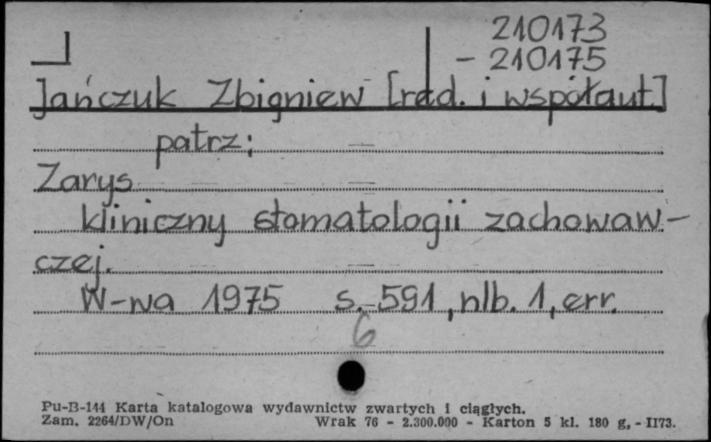 210173
- 210175
Jańczuk Zbigniew [red. i współaut.]
patrz:
Zarys
kliniczny stomatologii zachowaw-
czej.
W-wa 1975 s. 591, nlb. 1, err.
6
Pu-B-144 Karta katalogowa wydawnictw zwartych i ciągłych.
Zam. 2264/DW/On Wrak 76 - 2.300.000 - Karton 5 kl. 180 g. - II73.